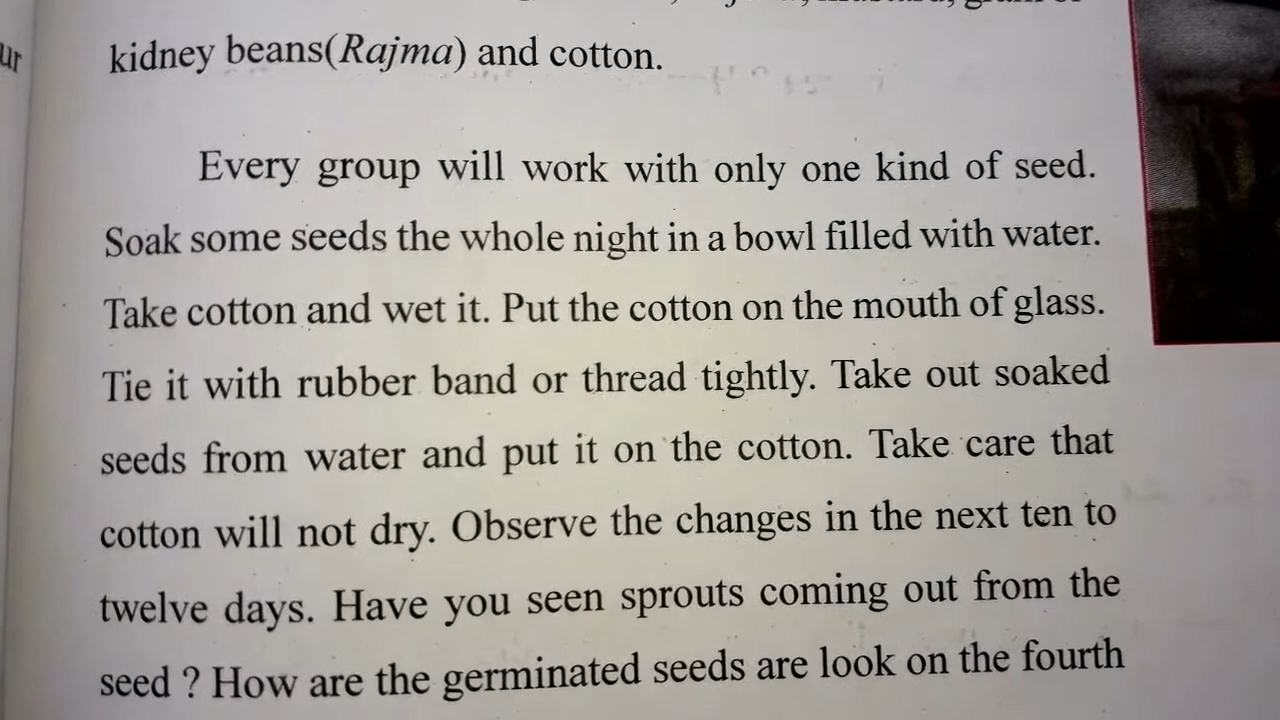 kidney beans(Rajma) and cotton.
Every group will work with only one kind of seed.
Soak some seeds the whole night in a bowl filled with water.
Take cotton and wet it. Put the cotton on the mouth of glass.
Tie it with rubber band or thread tightly. Take out soaked
seeds from water and put it on the cotton. Take care that
cotton will not dry. Observe the changes in the next ten to
twelve days. Have you seen sprouts coming out from the
seed ? How are the germinated seeds are look on the fourth